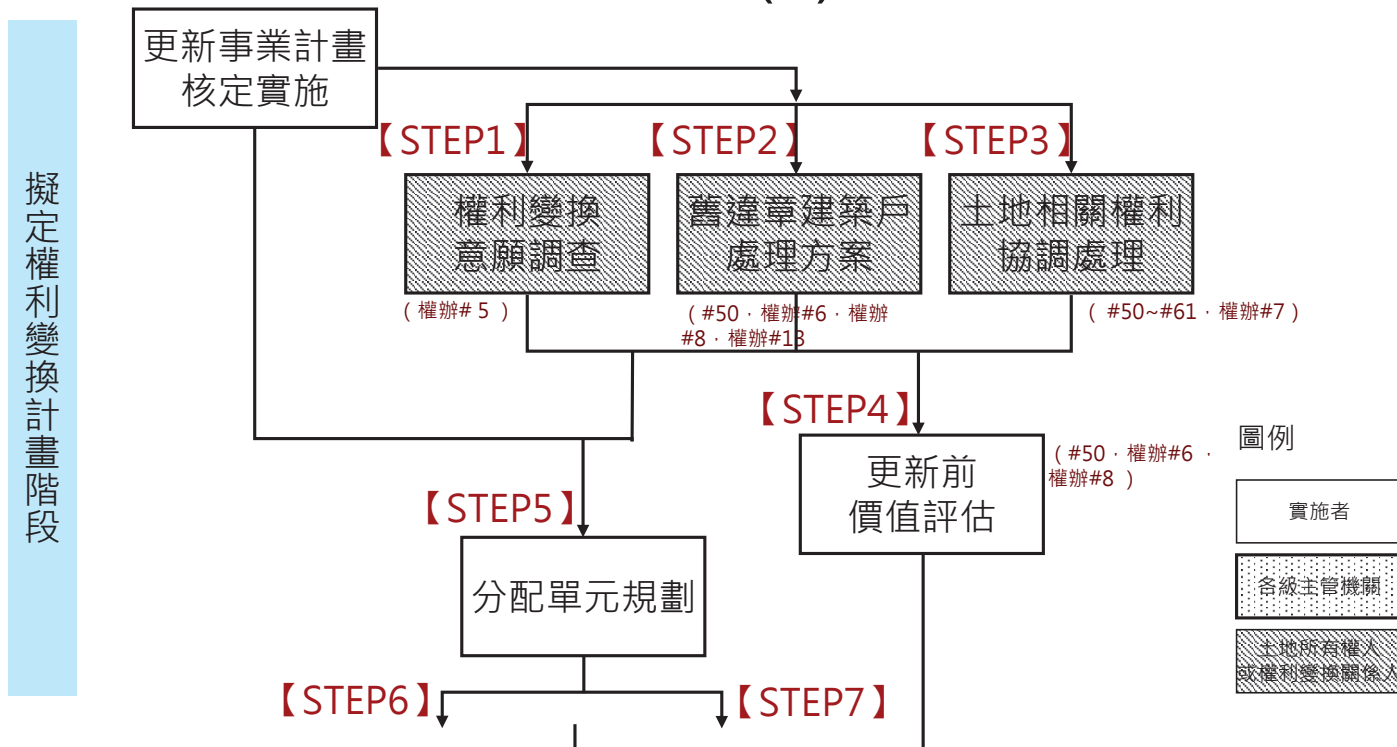 更新事業計畫
核定實施
擬定權利變換計畫階段
【STEP1】
【STEP2】
【STEP3】
權利變換
意願調查
舊違章建築戶
處理方案
土地相關權利
協調處理
(權辦#5)
(#50、權辦#6、權辦
#8、權辦#13
(#50~#61、權辦#7)
【STEP4】
更新前
價值評估
(#50、權辦#6、
權辦#8)
【STEP5】
分配單元規劃
【STEP6】
【STEP7】
圖例
實施者
各級主管機關
土地所有權人
或權利變換關係人